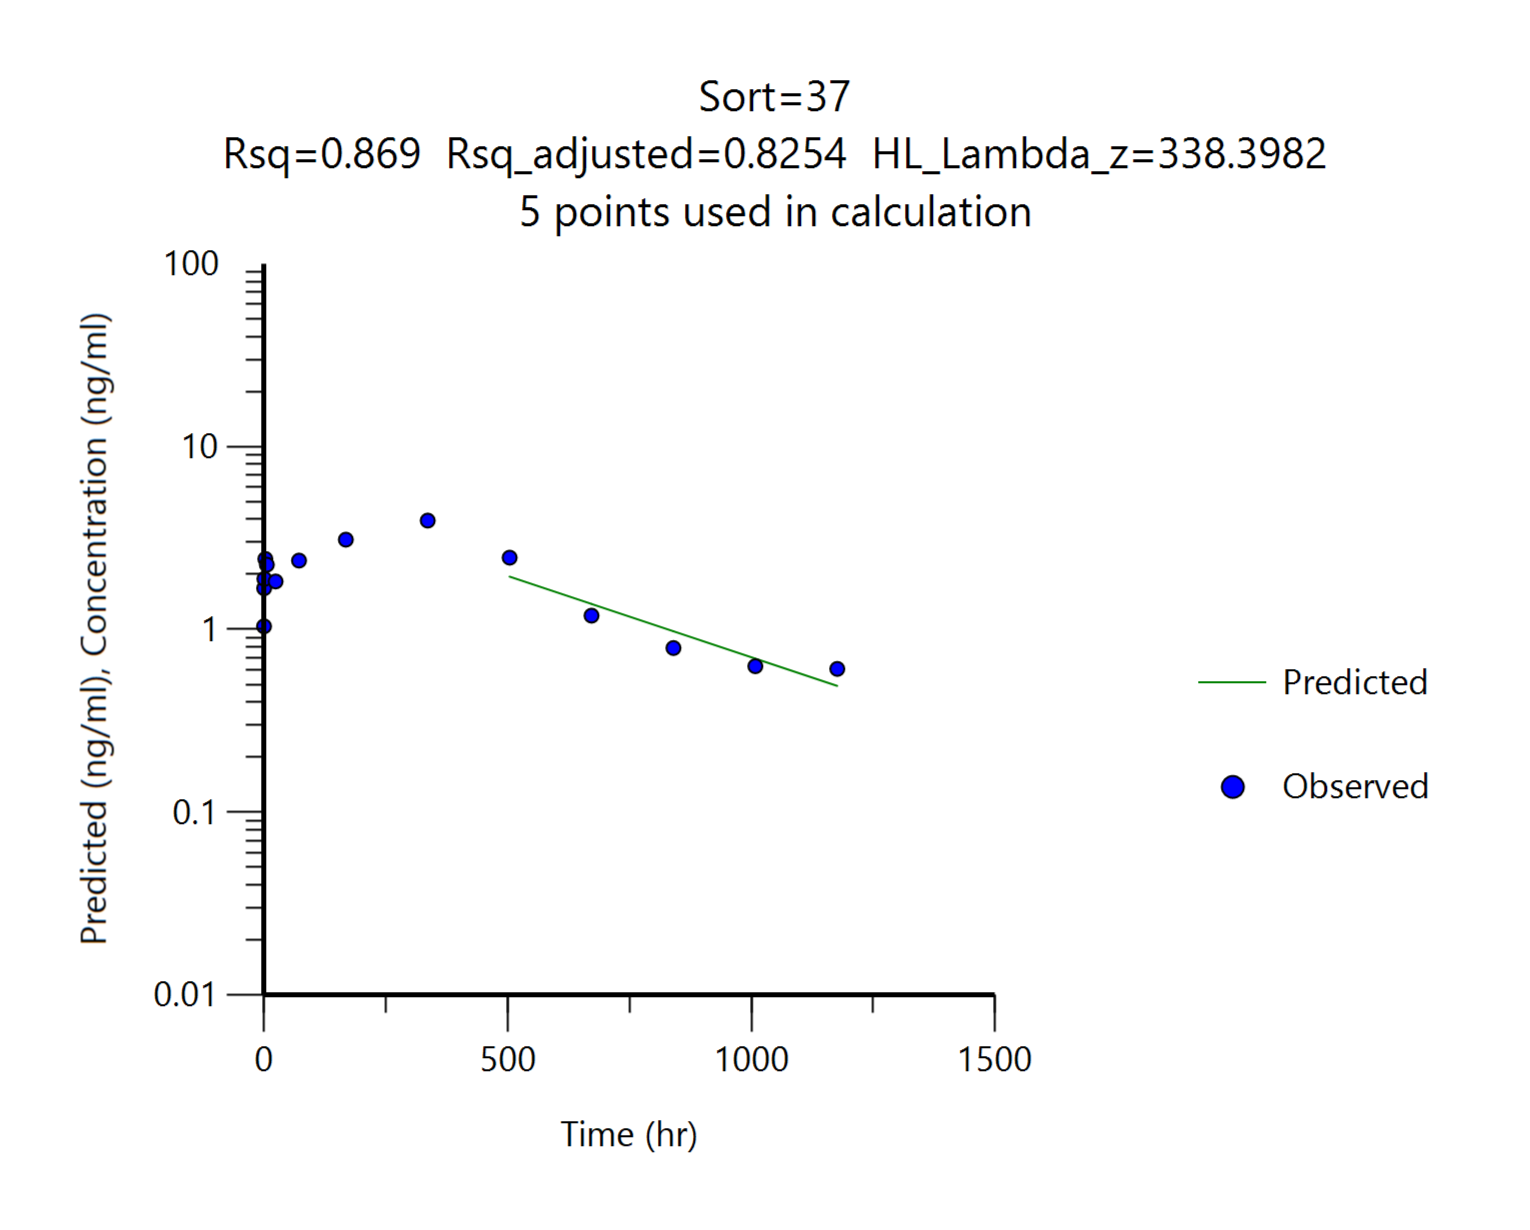 Sort=37
Rsq=0.869 Rsq_adjusted=0.8254 HL_Lambda_z=338.3982
5 points used in calculation
Predicted (ng/ml), Concentration (ng/ml)
100
10
1
0.1
0.01
0 500 1000 1500
Time (hr)
Predicted
Observed